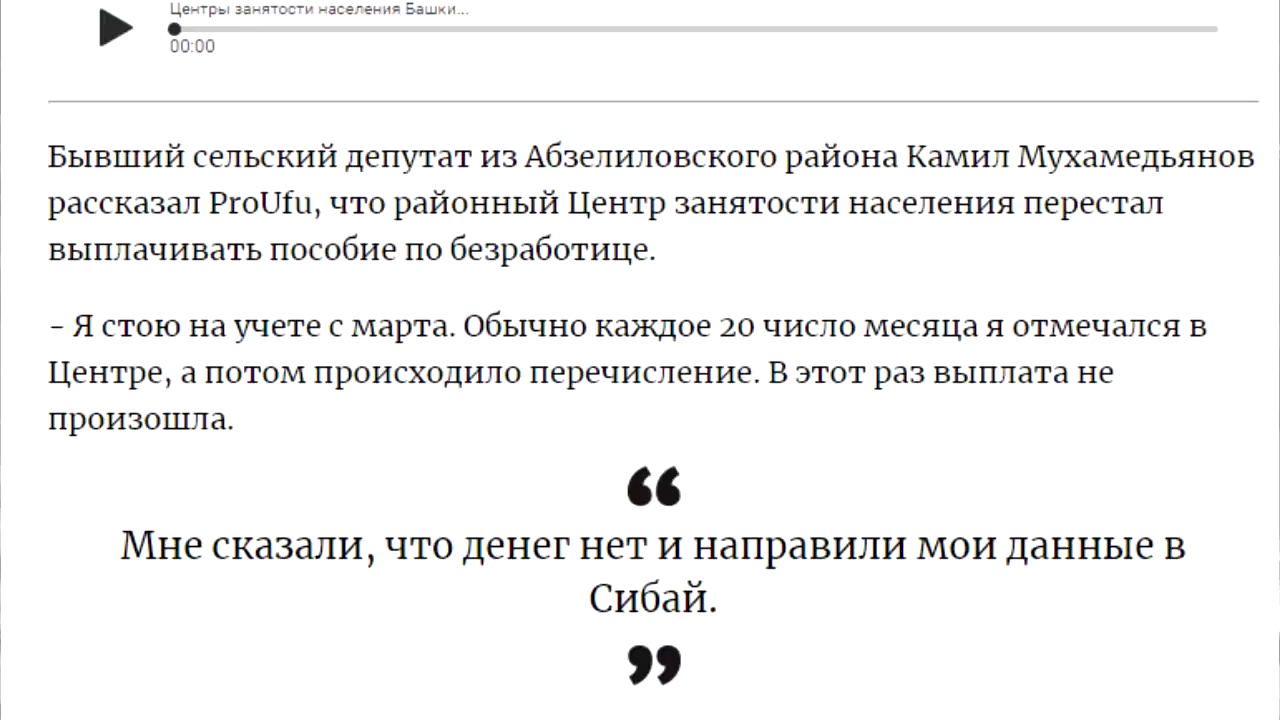 Центры занятости населения Башки...
00:00
Бывший сельский депутат из Абзелиловского района Камил Мухамедьянов
рассказал ProUfu, что районный Центр занятости населения перестал
выплачивать пособие по безработице.
- Я стою на учете с марта. Обычно каждое 20 число месяца я отмечался в
Центре, а потом происходило перечисление. В этот раз выплата не
произошла.
“
Мне сказали, что денег нет и направили мои данные в
Сибай.
”